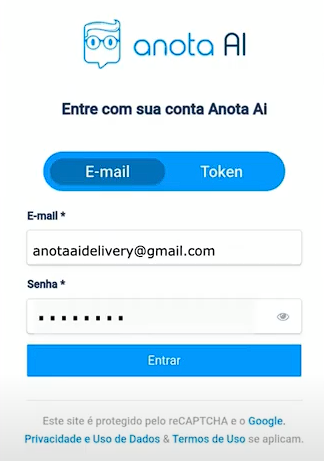 anota AI
Entre com sua conta Anota Ai
E-mail Token
E-mail *
anotaaidelivery@gmail.com
Senha *
Entrar
Este site é protegido pelo reCAPTCHA e o Google.
Privacidade e Uso de Dados & Termos de Uso se aplicam.